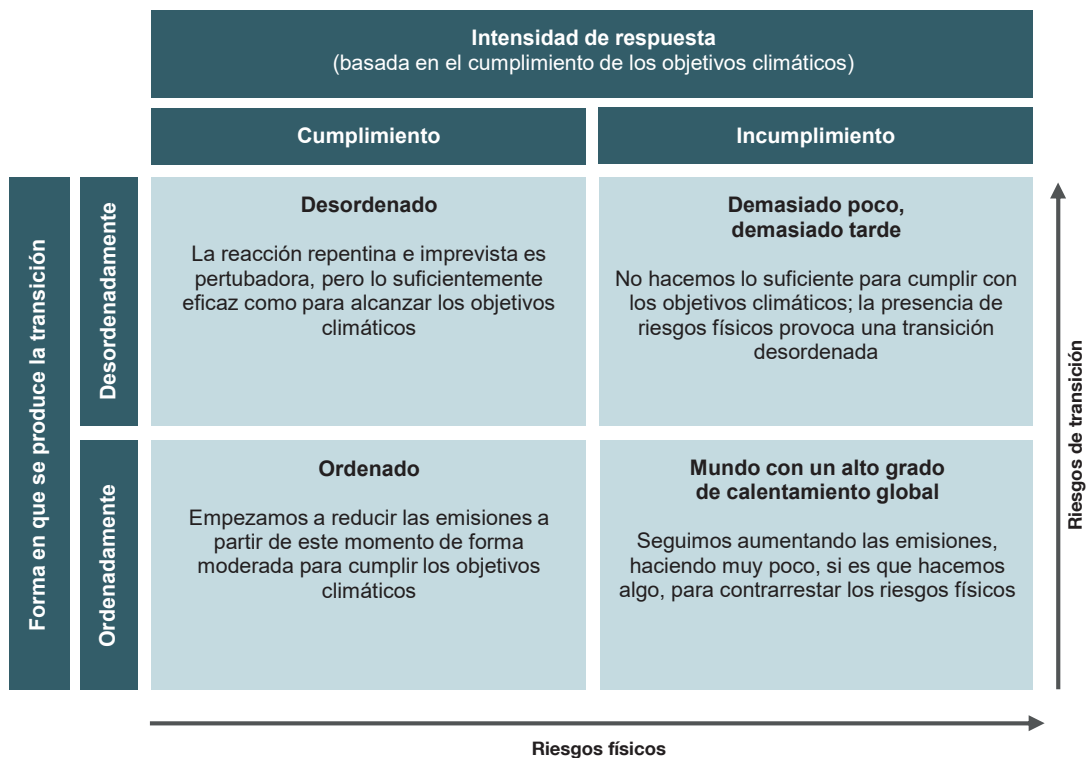 Intensidad de respuesta
(basada en el cumplimiento de los objetivos climáticos)
Cumplimiento
Incumplimiento
Forma en que se produce la transición
Desordenadamente
Desordenado
La reacción repentina e imprevista es
pertubadora, pero lo suficientemente
eficaz como para alcanzar los objetivos
climáticos
Demasiado poco,
demasiado tarde
No hacemos lo suficiente para cumplir con
los objetivos climáticos; la presencia de
riesgos físicos provoca una transición
desordenada
Ordenadamente
Ordenado
Empezamos a reducir las emisiones a
partir de este momento de forma
moderada para cumplir los objetivos
climáticos
Mundo con un alto grado
de calentamiento global
Seguimos aumentando las emisiones,
haciendo muy poco, si es que hacemos
algo, para contrarrestar los riesgos físicos
Riesgos de transición
Riesgos físicos